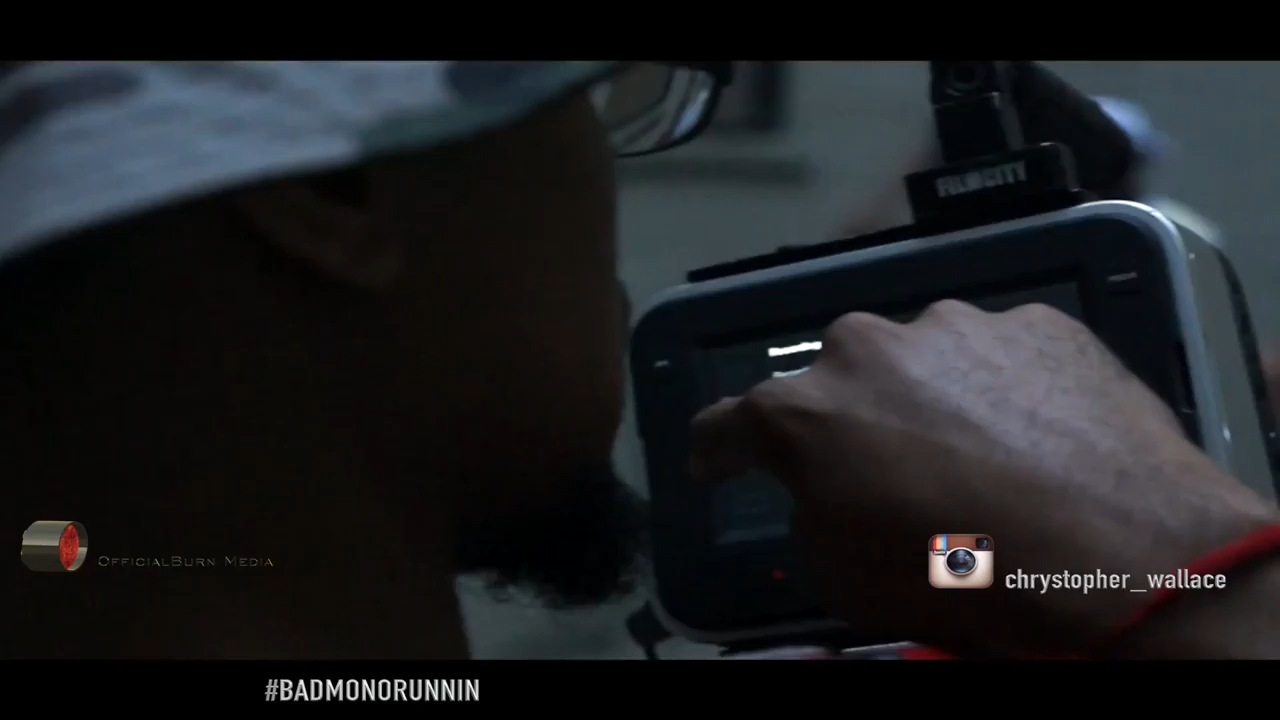 FILMCITY
OFFICIALBURN MEDIA
chrystopher_wallace
#BADMONORUNNIN